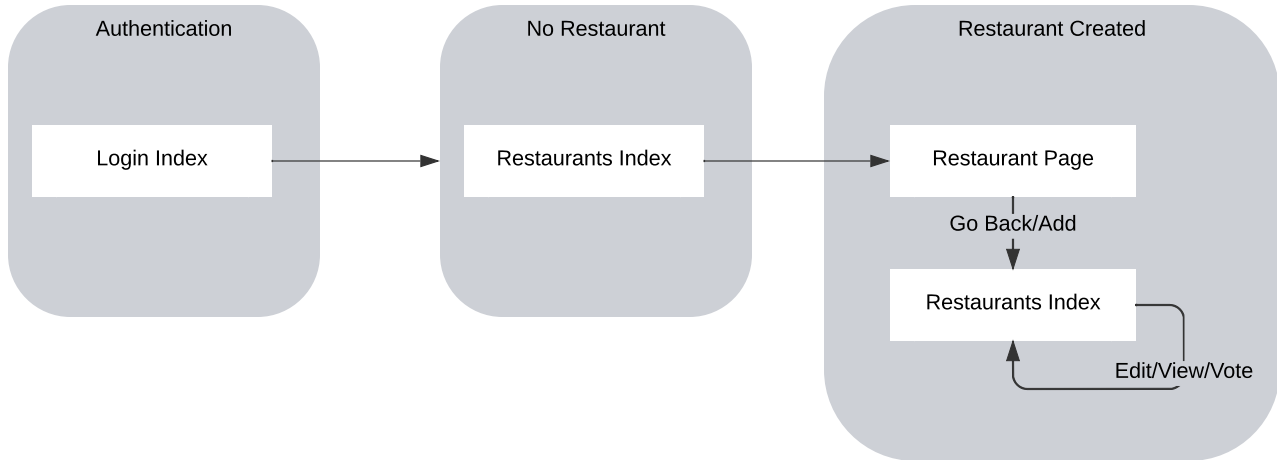 Authentication
No Restaurant
Restaurant Created
Login Index
Restaurants Index
Restaurant Page
Go Back/Add
Restaurants Index
Edit/View/Vote